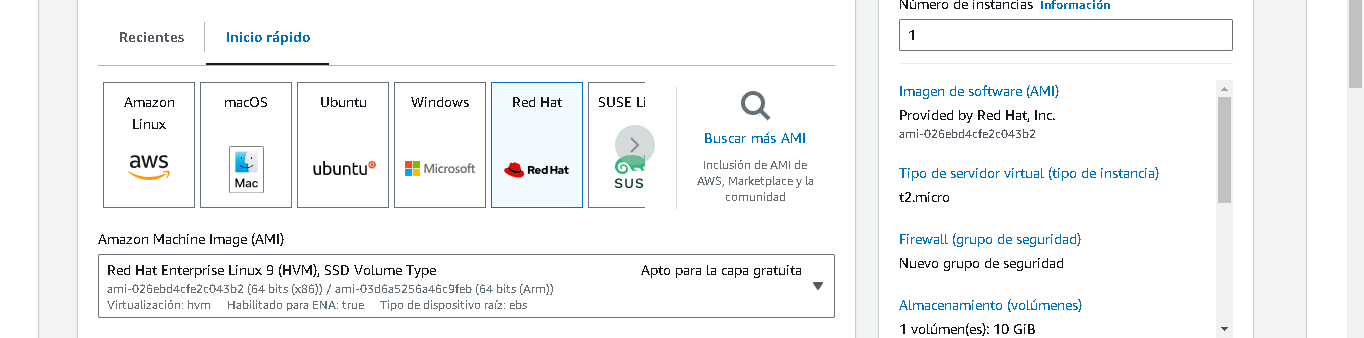 Recientes
Inicio rápido
Amazon
Linux
aws
macOS
Mac
Ubuntu
ubuntu
Windows
Microsoft
Red Hat
Red Hat
SUSE Li
SUS
Buscar más AMI
Inclusión de AMI de
AWS, Marketplace y la
comunidad
Amazon Machine Image (AMI)
Red Hat Enterprise Linux 9 (HVM), SSD Volume Type Apto para la capa gratuita
ami-026ebd4cfe2c043b2 (64 bits (x86)) / ami-03d6a5256a46c9feb (64 bits (Arm))
Virtualización: hvm Habilitado para ENA: true Tipo de dispositivo raíz: ebs
Número de instancias Información
1
Imagen de software (AMI)
Provided by Red Hat, Inc.
ami-026ebd4cfe2c043b2
Tipo de servidor virtual (tipo de instancia)
t2.micro
Firewall (grupo de seguridad)
Nuevo grupo de seguridad
Almacenamiento (volúmenes)
1 volúmen(es): 10 GiB